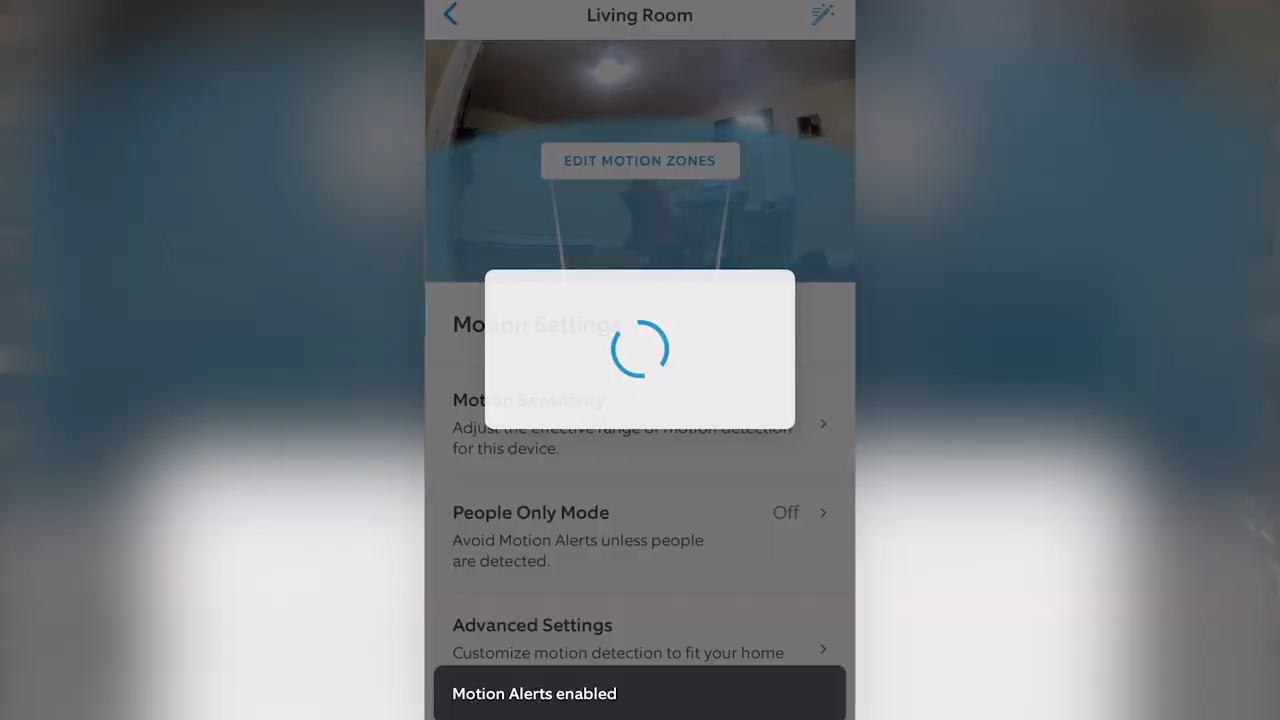 Living Room
EDIT MOTION ZONES
Motion Settings
Motion Sensitivity
Adjust the effective range of motion detection
for this device.
People Only Mode
Off
Avoid Motion Alerts unless people
are detected.
Advanced Settings
Customize motion detection to fit your home
Motion Alerts enabled